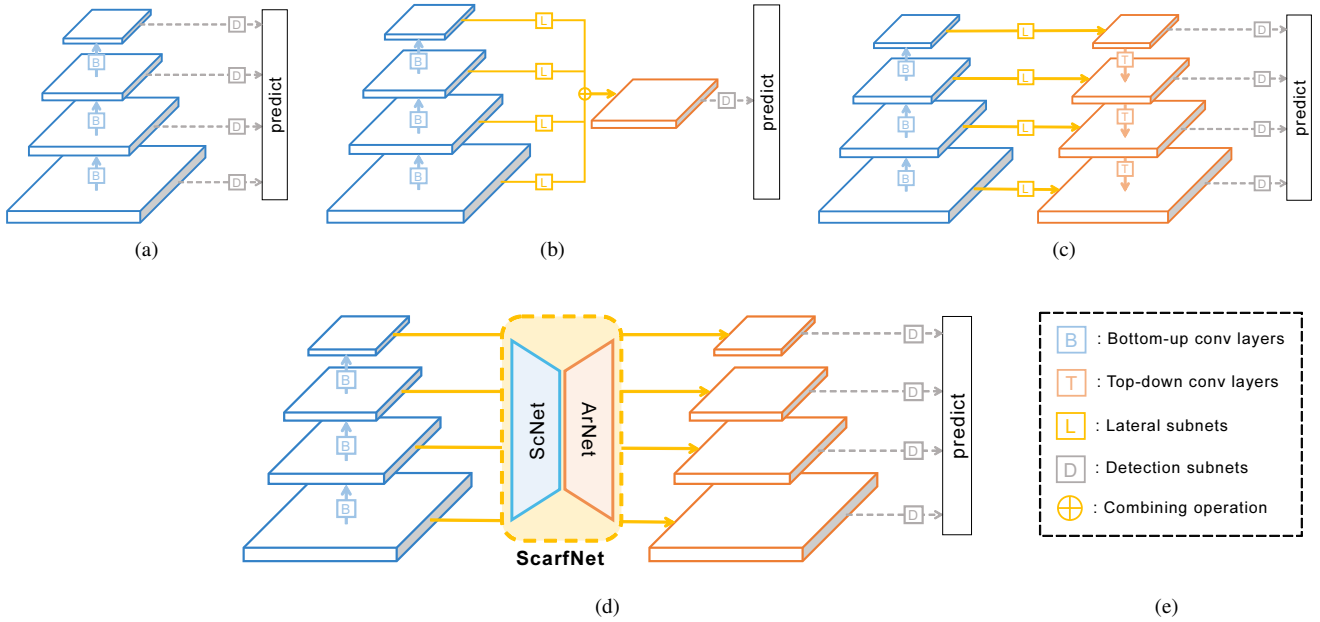 D
B
D
B
D
B
D
predict
(a)
L
B
L
B
L
B
L
D
predict
(b)
L
D
B
T
L
D
B
T
L
D
B
T
L
D
predict
(c)
D
B
D
B
D
B
D
ScNet
ArNet
ScarfNet
predict
(d)
B : Bottom-up conv layers
T : Top-down conv layers
L : Lateral subnets
D : Detection subnets
: Combining operation
(e)